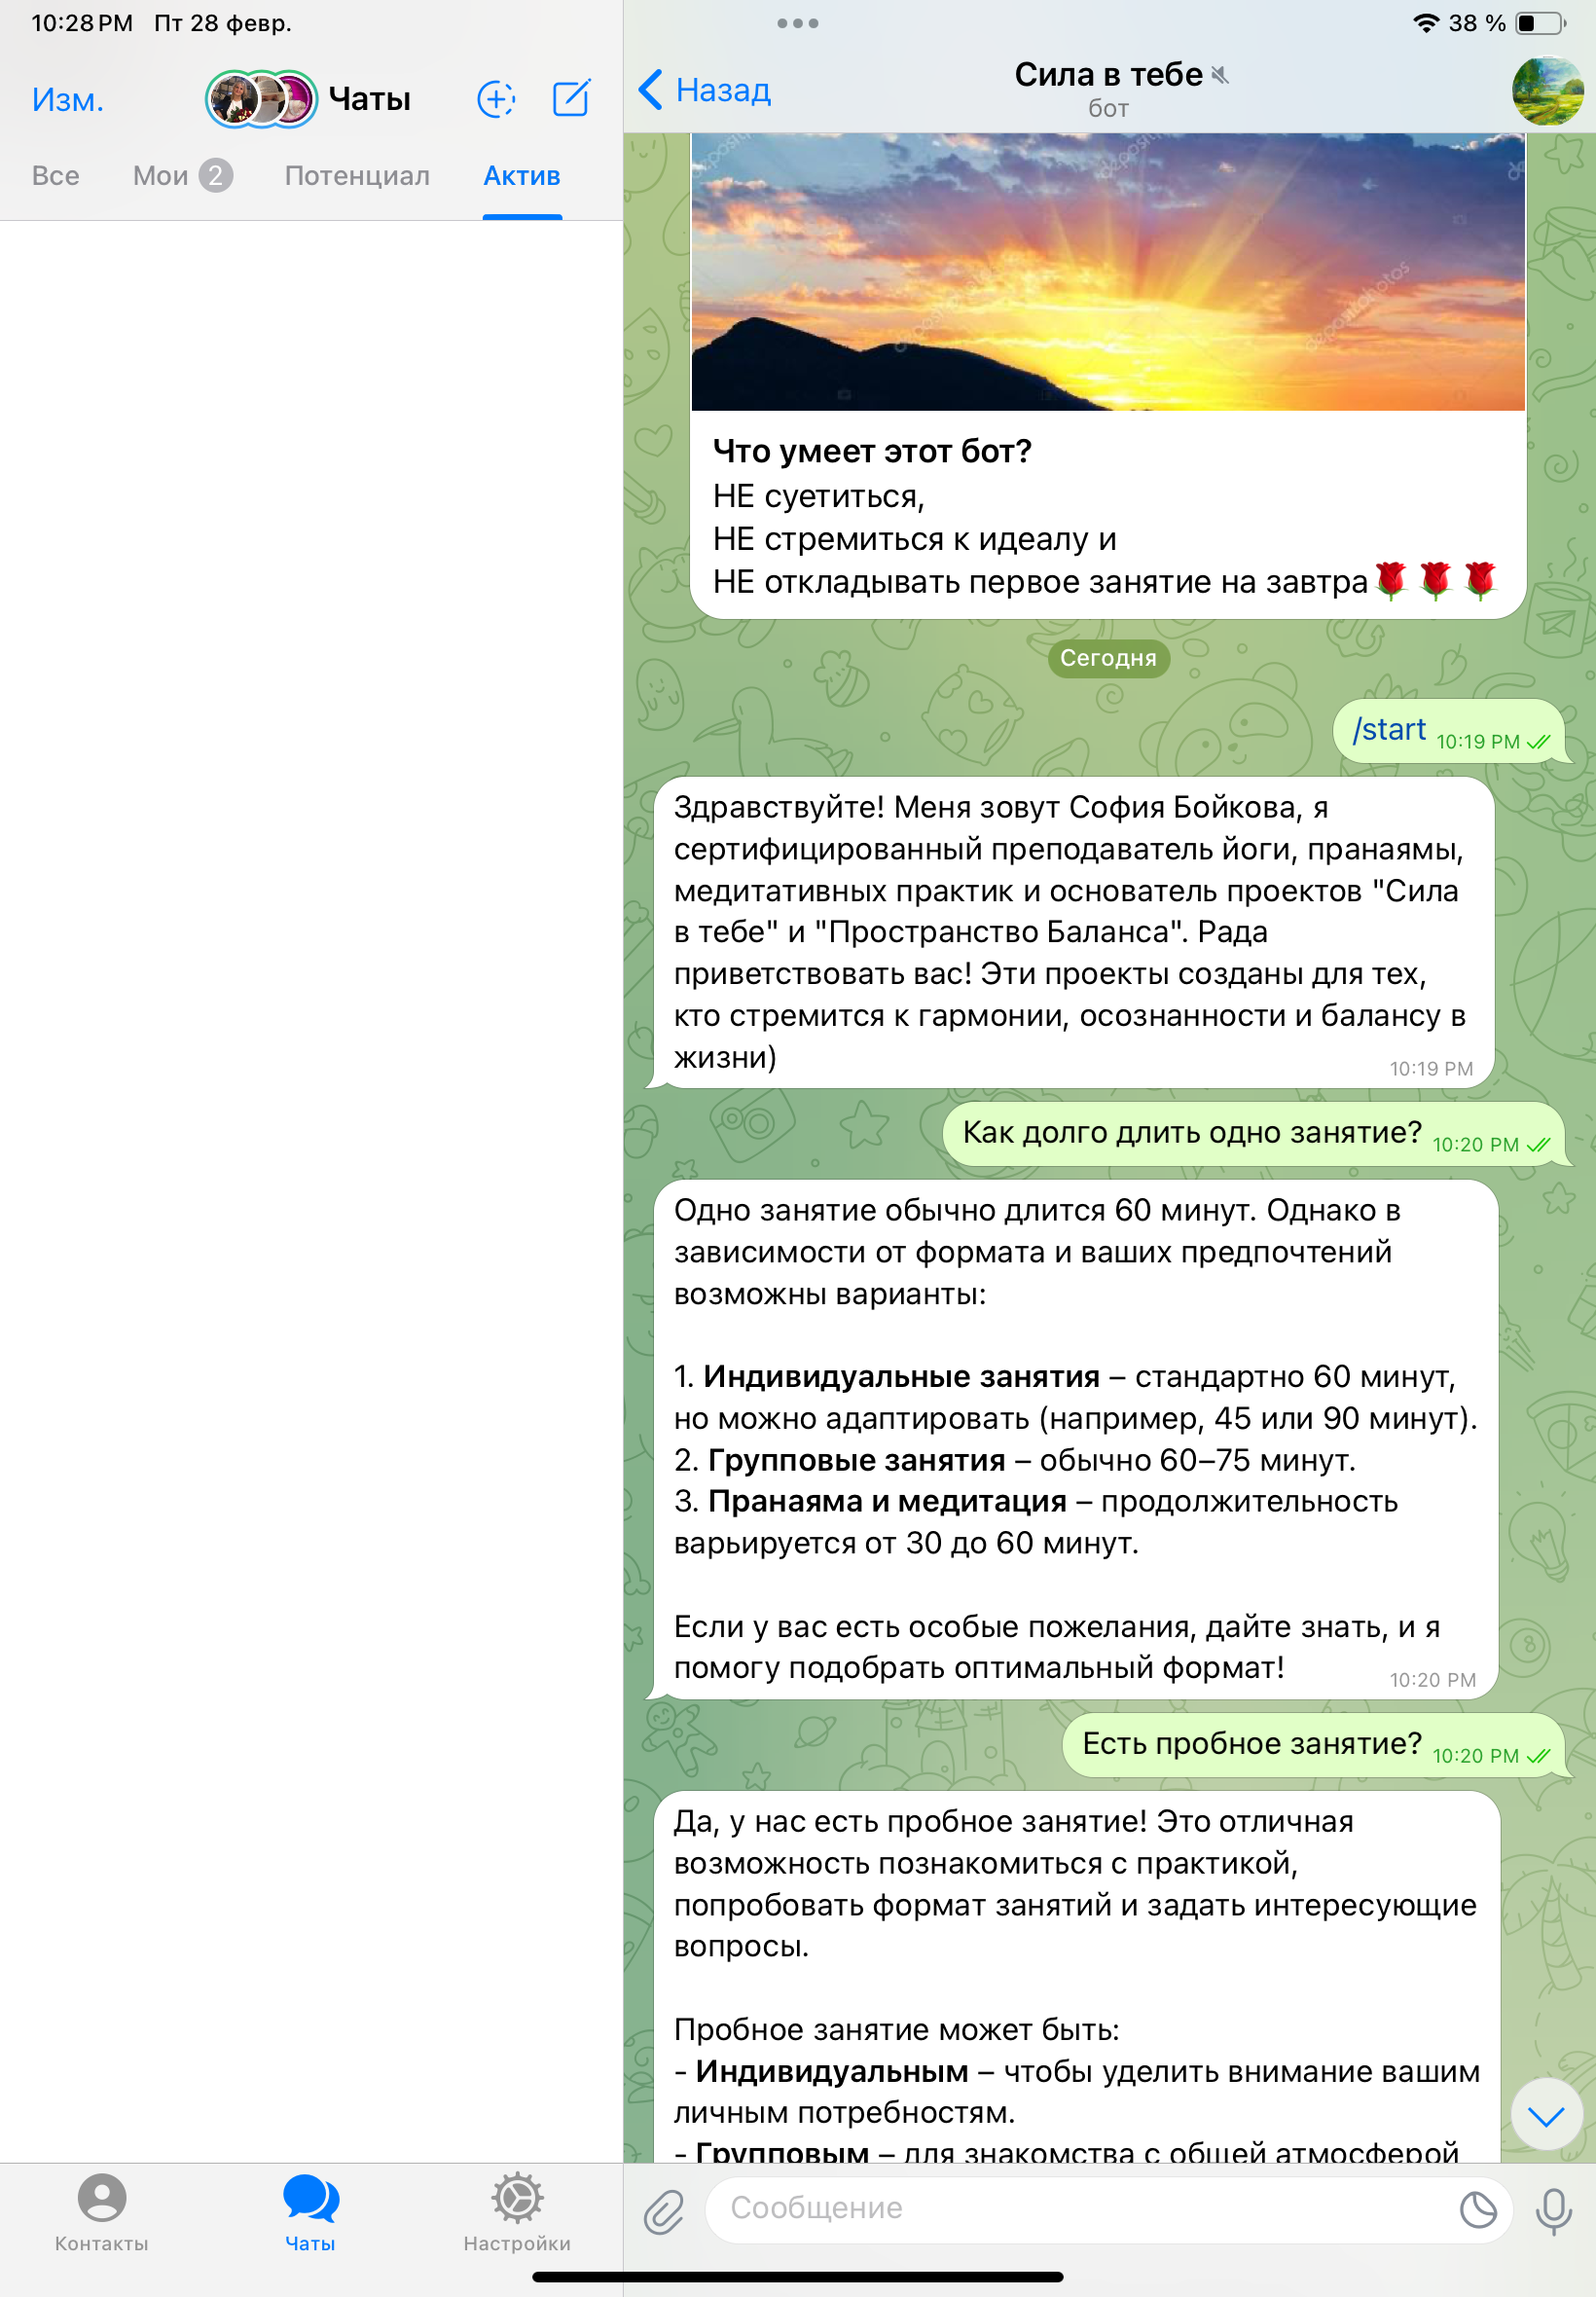 10:28 PM Пт 28 февр.
38 %
Изм.
Чаты
Все Мои 2 Потенциал Актив
Назад
Сила в тебе
бот
depositphotos
depositphotos
Что умеет этот бот?
НЕ суетиться,
НЕ стремиться к идеалу и
НЕ откладывать первое занятие на завтра🌹🌹🌹
Сегодня
/start 10:19 PM
Здравствуйте! Меня зовут София Бойкова, я
сертифицированный преподаватель йоги, пранаямы,
медитативных практик и основатель проектов "Сила
в тебе" и "Пространство Баланса". Рада
приветствовать вас! Эти проекты созданы для тех,
кто стремится к гармонии, осознанности и балансу в
жизни)
10:19 PM
Как долго длить одно занятие? 10:20 PM
Одно занятие обычно длится 60 минут. Однако в
зависимости от формата и ваших предпочтений
возможны варианты:
1. Индивидуальные занятия – стандартно 60 минут,
но можно адаптировать (например, 45 или 90 минут).
2. Групповые занятия – обычно 60–75 минут.
3. Пранаяма и медитация – продолжительность
варьируется от 30 до 60 минут.
Если у вас есть особые пожелания, дайте знать, и я
помогу подобрать оптимальный формат!
10:20 PM
Есть пробное занятие? 10:20 PM
Да, у нас есть пробное занятие! Это отличная
возможность познакомиться с практикой,
попробовать формат занятий и задать интересующие
вопросы.
Пробное занятие может быть:
- Индивидуальным – чтобы уделить внимание вашим
личным потребностям.
- Групповым – для знакомства с общей атмосферой
Сообщение
Контакты Чаты Настройки